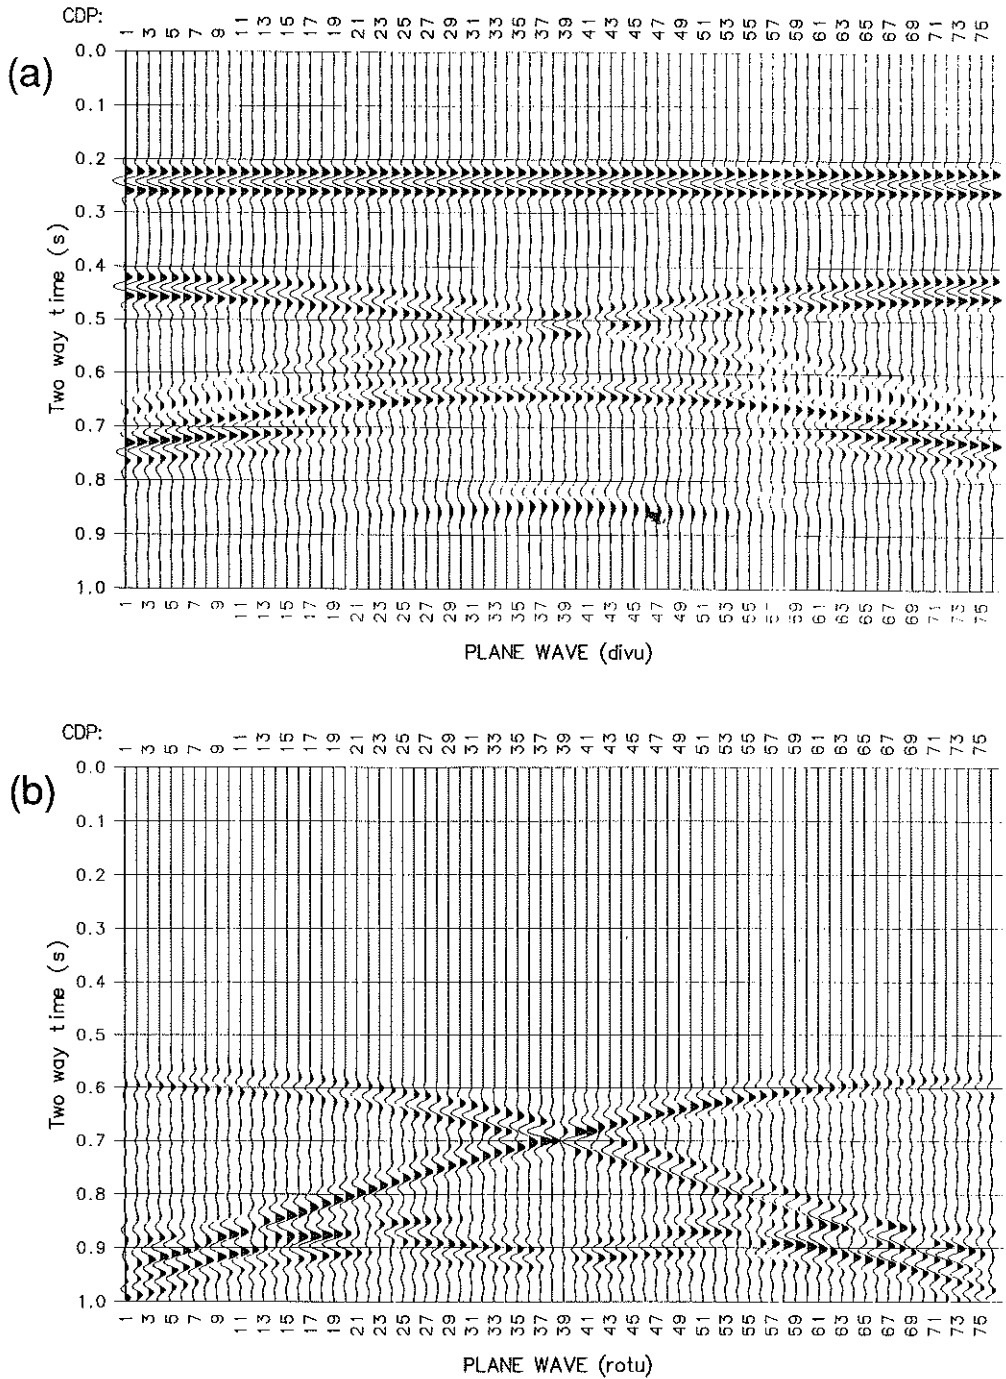 CDP: 1 3 5 7 9 11 13 15 17 19 21 23 25 27 29 31 33 35 37 39 41 43 45 47 49 51 53 55 57 59 61 63 65 67 69 71 73 75
(a)
0.0
0.1
0.2
0.3
0.4
0.5
0.6
0.7
0.8
0.9
1.0
Two way time (s)
1 3 5 7 9 11 13 15 17 19 21 23 25 27 29 31 33 35 37 39 41 43 45 47 49 51 53 55 57 59 61 63 65 67 69 71 73 75
PLANE WAVE (divu)
CDP: 1 3 5 7 9 11 13 15 17 19 21 23 25 27 29 31 33 35 37 39 41 43 45 47 49 51 53 55 57 59 61 63 65 67 69 71 73 75
(b)
0.0
0.1
0.2
0.3
0.4
0.5
0.6
0.7
0.8
0.9
1.0
Two way time (s)
1 3 5 7 9 11 13 15 17 19 21 23 25 27 29 31 33 35 37 39 41 43 45 47 49 51 53 55 57 59 61 63 65 67 69 71 73 75
PLANE WAVE (rotu)